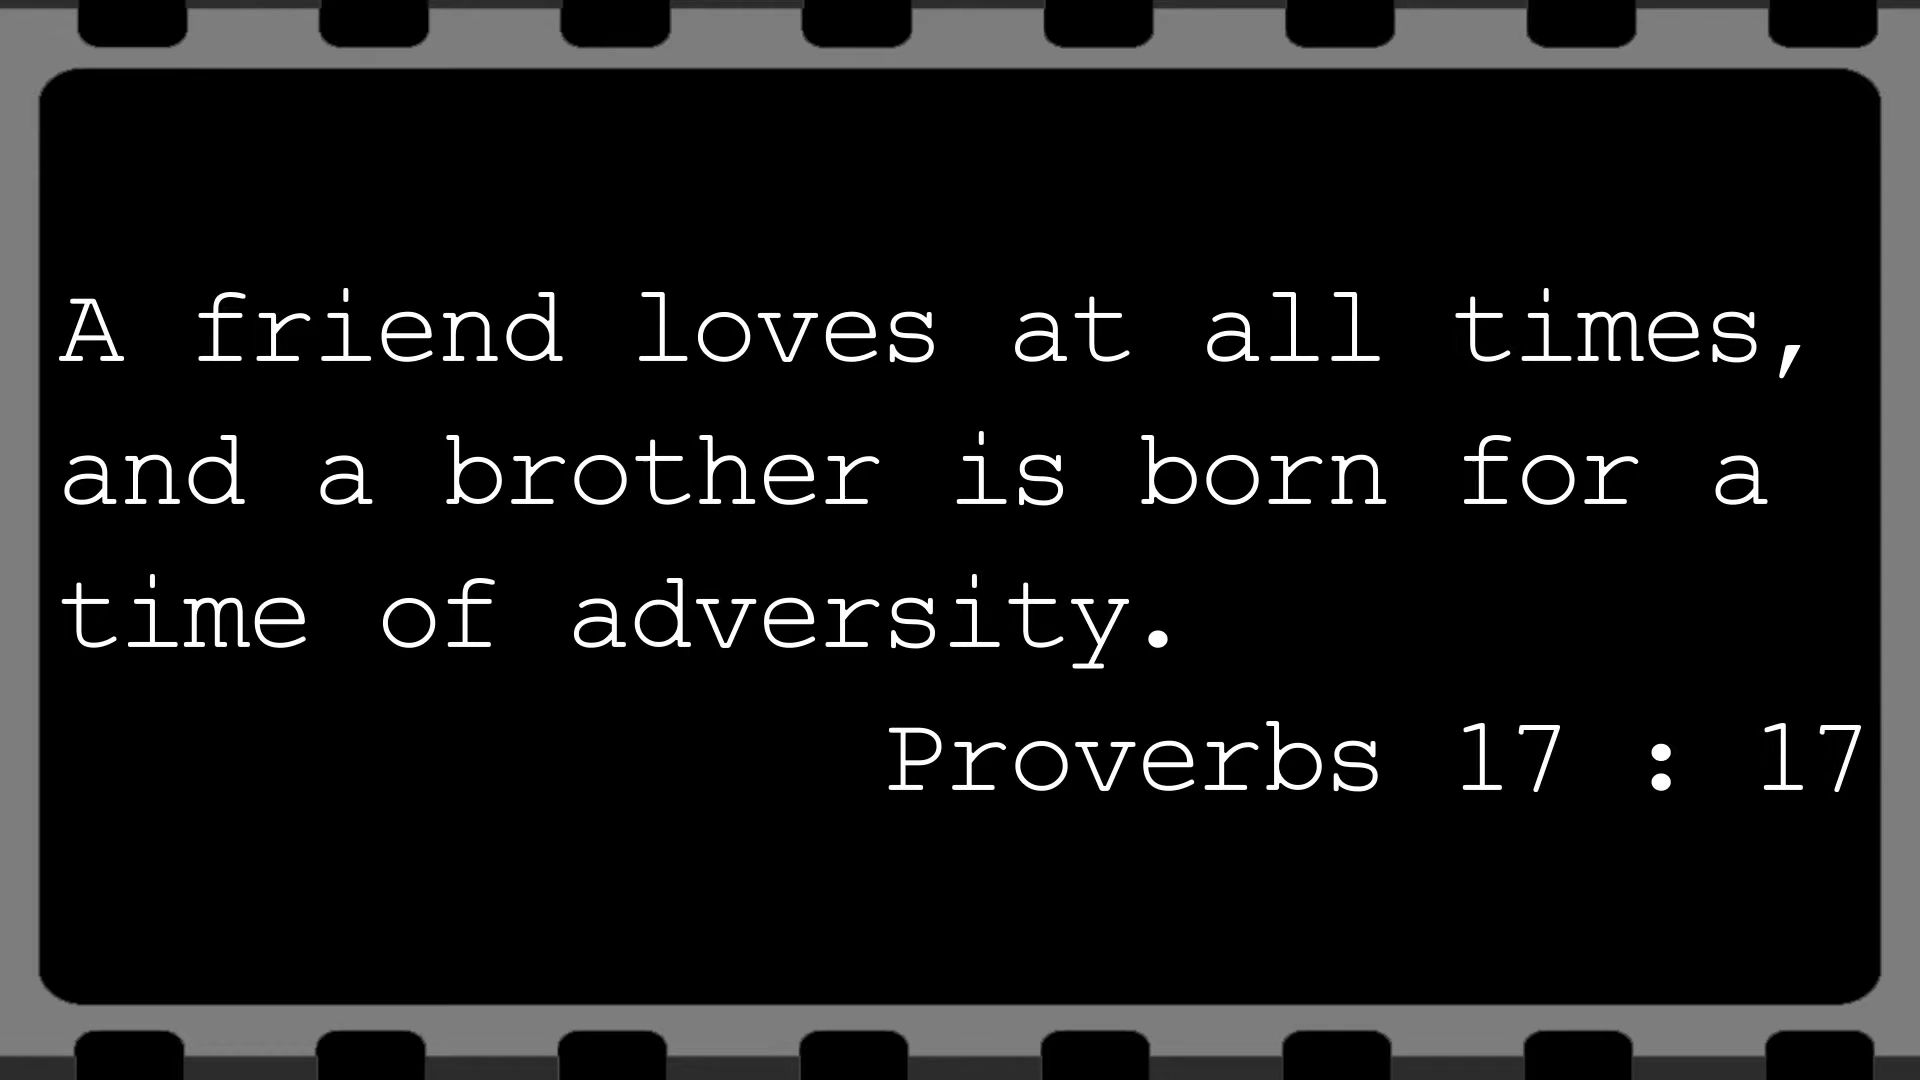 A friend loves at all times,
and a brother is born for a
time of adversity.
Proverbs 17 : 17